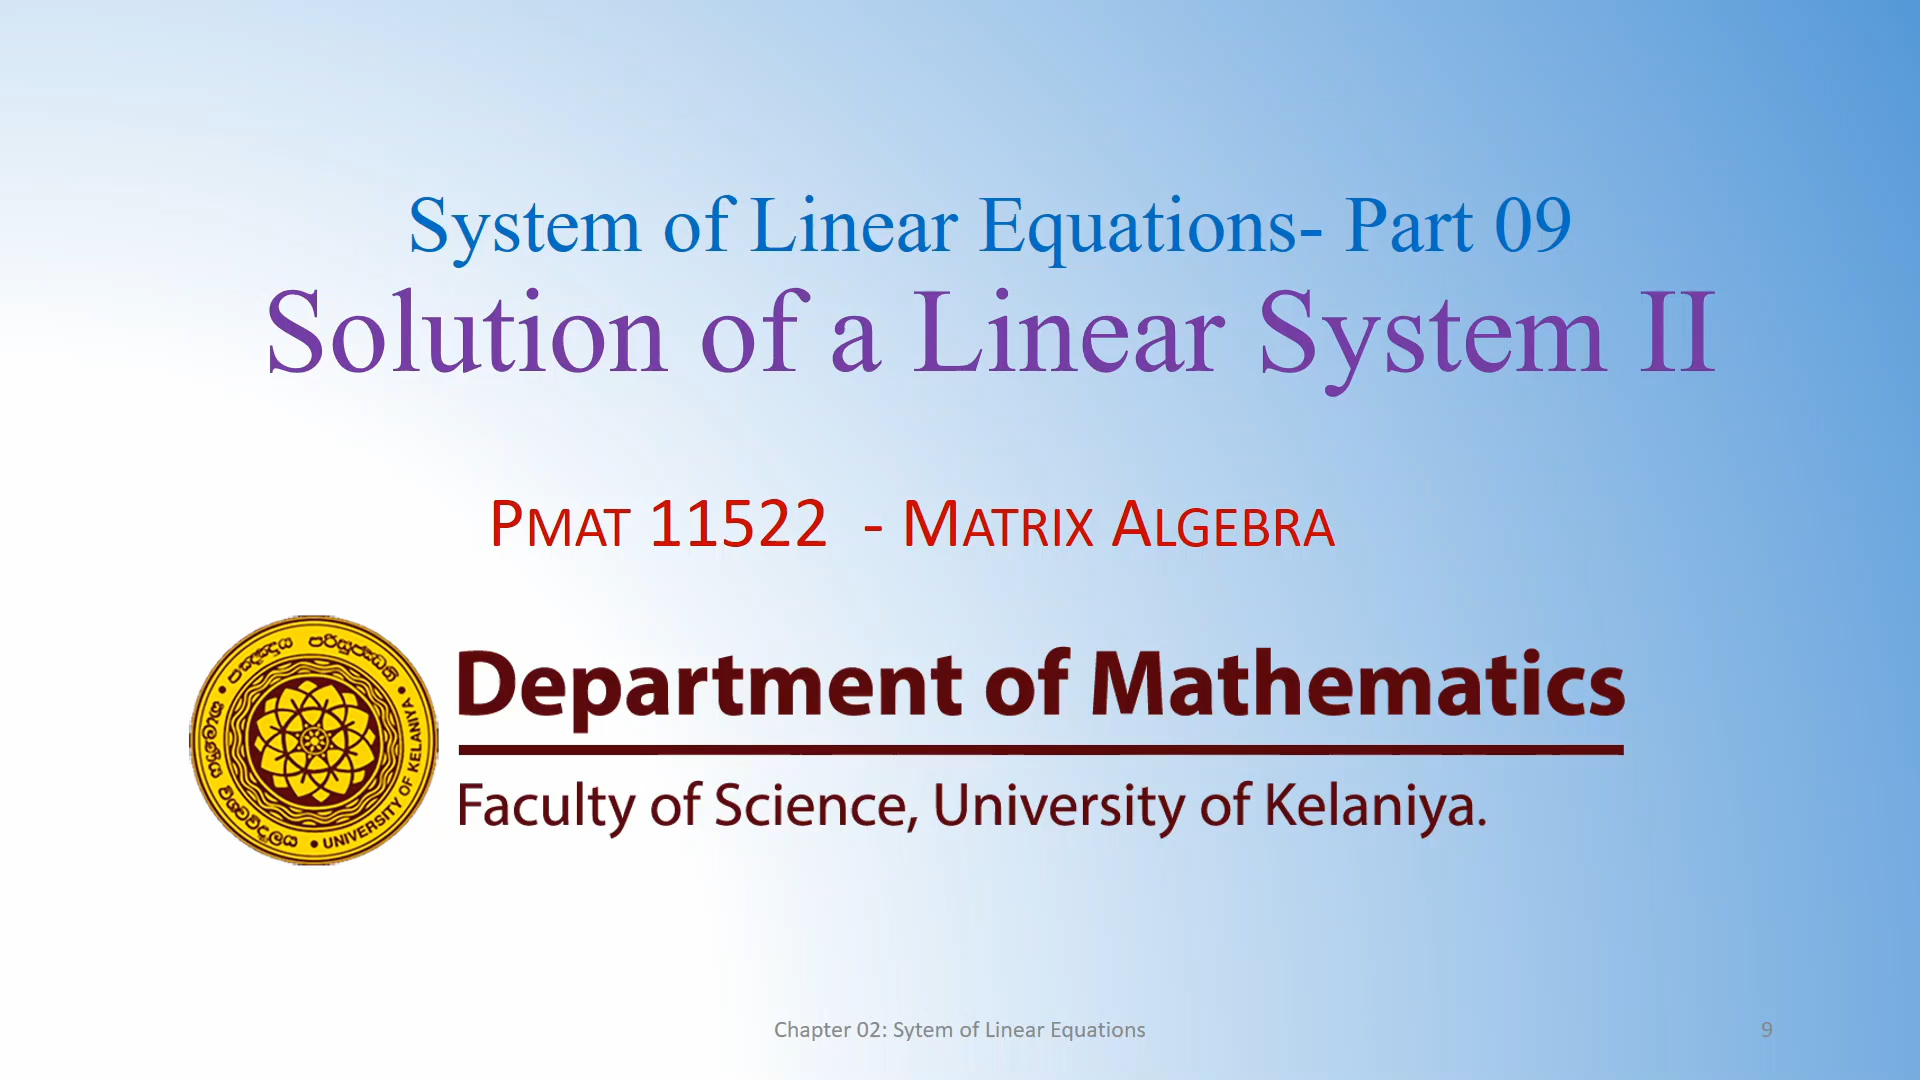 System of Linear Equations- Part 09
Solution of a Linear System II
PMAT 11522 - MATRIX ALGEBRA
Department of Mathematics
Faculty of Science, University of Kelaniya.
UNIVERSITY OF KELANIYA
Chapter 02: Sytem of Linear Equations
9